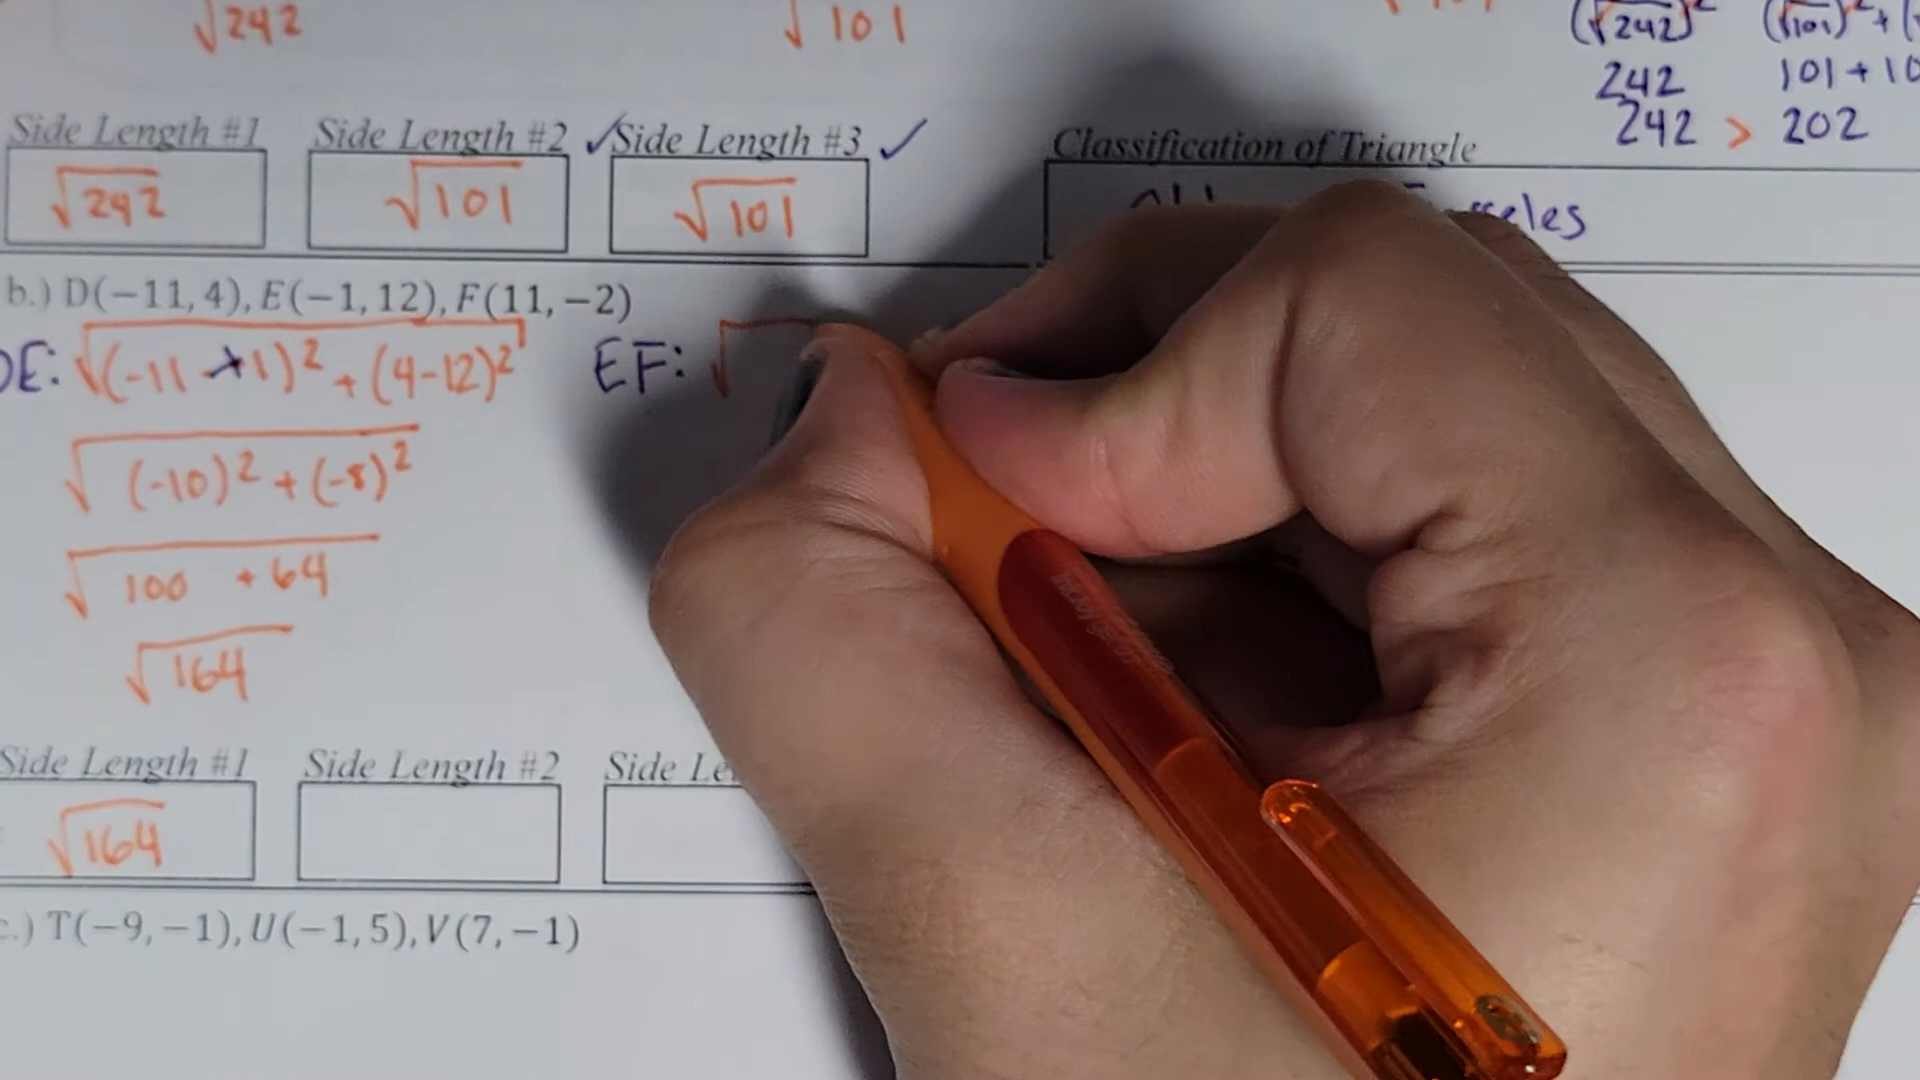 √242 √101
(√242)² (√101)² + (
242 101 + 10
242 > 202
Side Length #1 Side Length #2 ✓ Side Length #3 ✓ Classification of Triangle
√242 √101 √101
b.) D(−11, 4), E(−1, 12), F(11, −2)
DE: √(-11 + 1)² + (4-12)² EF: √
√(-10)² + (-8)²
√100 + 64
√164
Side Length #1 Side Length #2 Side Le
√164
c.) T(−9, −1), U(−1, 5), V(7, −1)